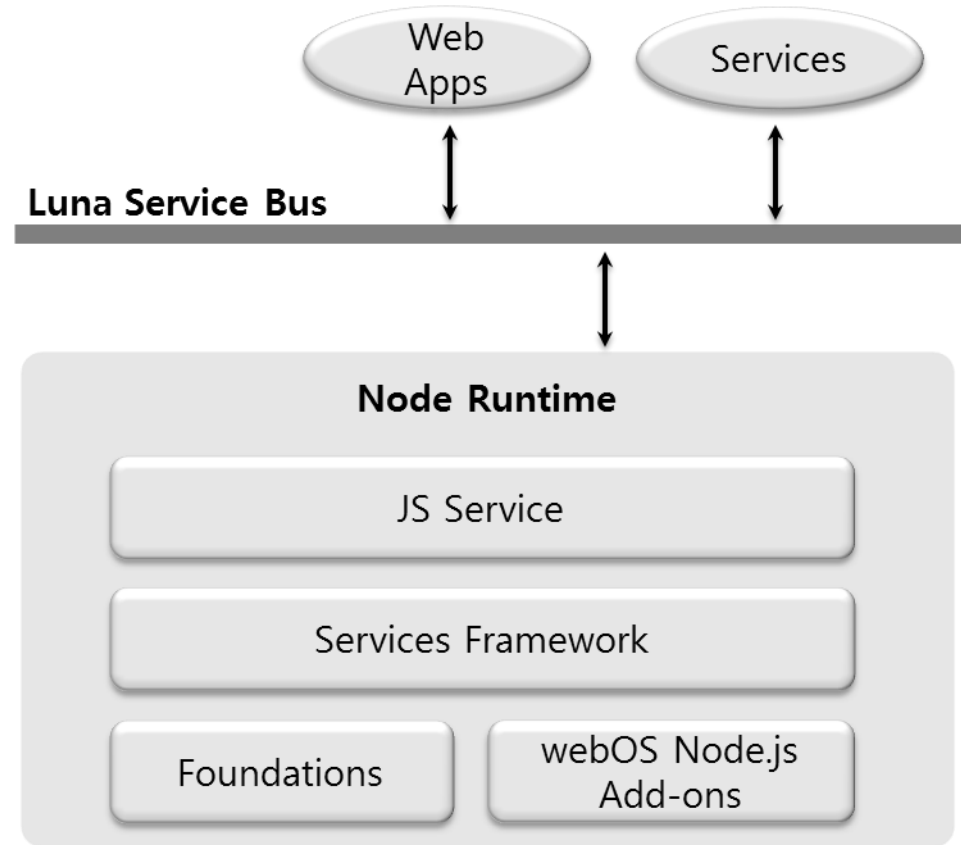 Web
Apps
Services
Luna Service Bus
Node Runtime
JS Service
Services Framework
Foundations
webOS Node.js
Add-ons